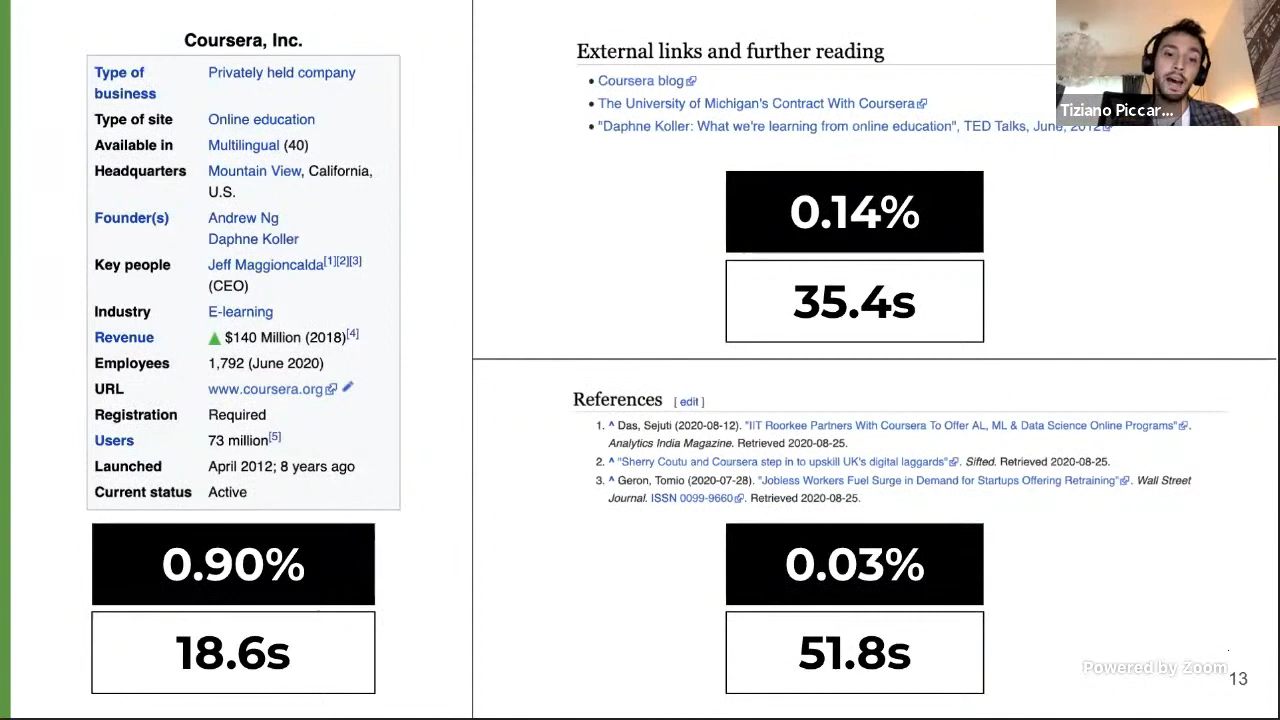 Coursera, Inc.
Type of business Privately held company
Type of site Online education
Available in Multilingual (40)
Headquarters Mountain View, California, U.S.
Founder(s) Andrew Ng
Daphne Koller
Key people Jeff Maggioncalda[1][2][3]
(CEO)
Industry E-learning
Revenue ▲ $140 Million (2018)[4]
Employees 1,792 (June 2020)
URL www.coursera.org
Registration Required
Users 73 million[5]
Launched April 2012; 8 years ago
Current status Active
0.90%
18.6s
External links and further reading
• Coursera blog
• The University of Michigan's Contract With Coursera
• "Daphne Koller: What we're learning from online education", TED Talks, June, 2012
0.14%
35.4s
References [ edit ]
1. ^ Das, Sejuti (2020-08-12). "IIT Roorkee Partners With Coursera To Offer AL, ML & Data Science Online Programs".
Analytics India Magazine. Retrieved 2020-08-25.
2. ^ "Sherry Coutu and Coursera step in to upskill UK's digital laggards". Sifted. Retrieved 2020-08-25.
3. ^ Geron, Tomio (2020-07-28). "Jobless Workers Fuel Surge in Demand for Startups Offering Retraining". Wall Street
Journal. ISSN 0099-9660. Retrieved 2020-08-25.
0.03%
51.8s
Tiziano Piccar...
Powered by Zoom
13